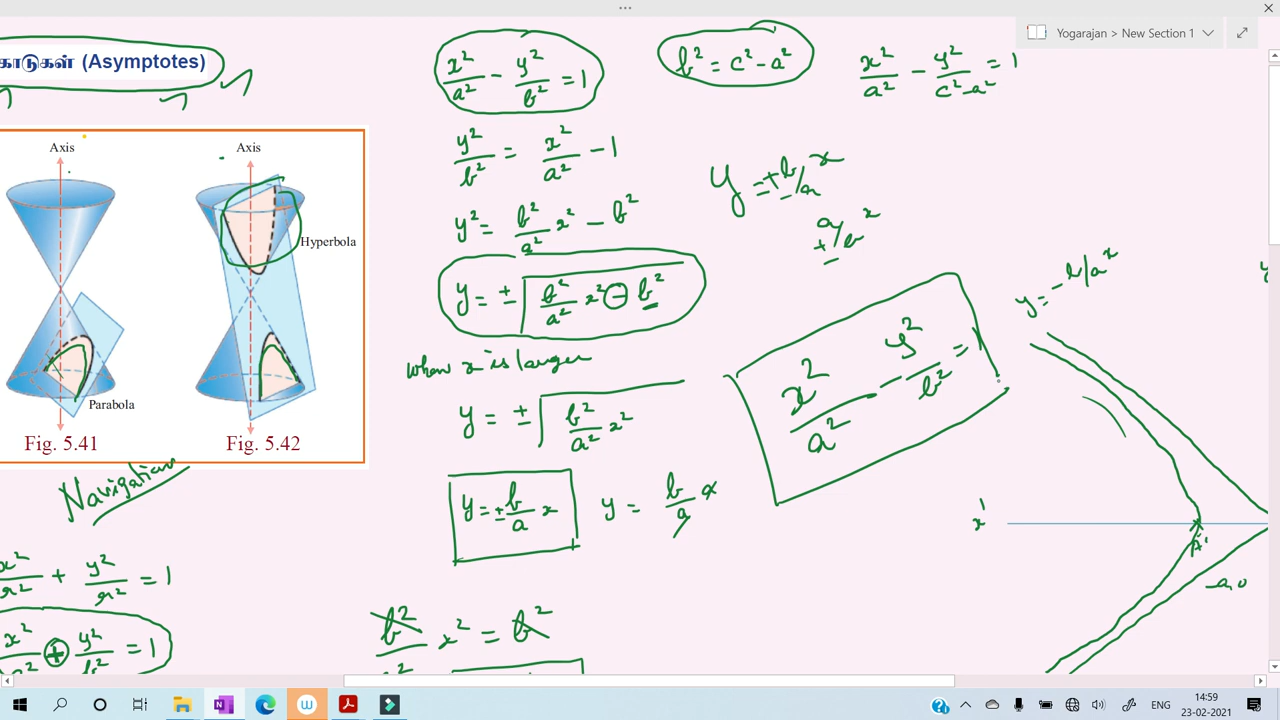 Yogarajan > New Section 1
(Asymptotes)
x²/a² − y²/b² = 1
b² = c² − a²
x²/a² − y²/(c² − a²) = 1
Axis
Axis
Hyperbola
Parabola
Fig. 5.41
Fig. 5.42
y²/b² = x²/a² − 1
y = ± b/a x
± a/b x
y² = b²/a² x² − b²
y = ± √(b²/a² x² − b²)
y = − b/a x
when x is larger
x²/a² − y²/b² = 1
y = ± √(b²/a² x²)
y = ± b/a x
y = b/a x
Navigation
x'
A'
−a,0
x²/a² + y²/b² = 1
b²/a² x² = b²
14:59
ENG
23-02-2021